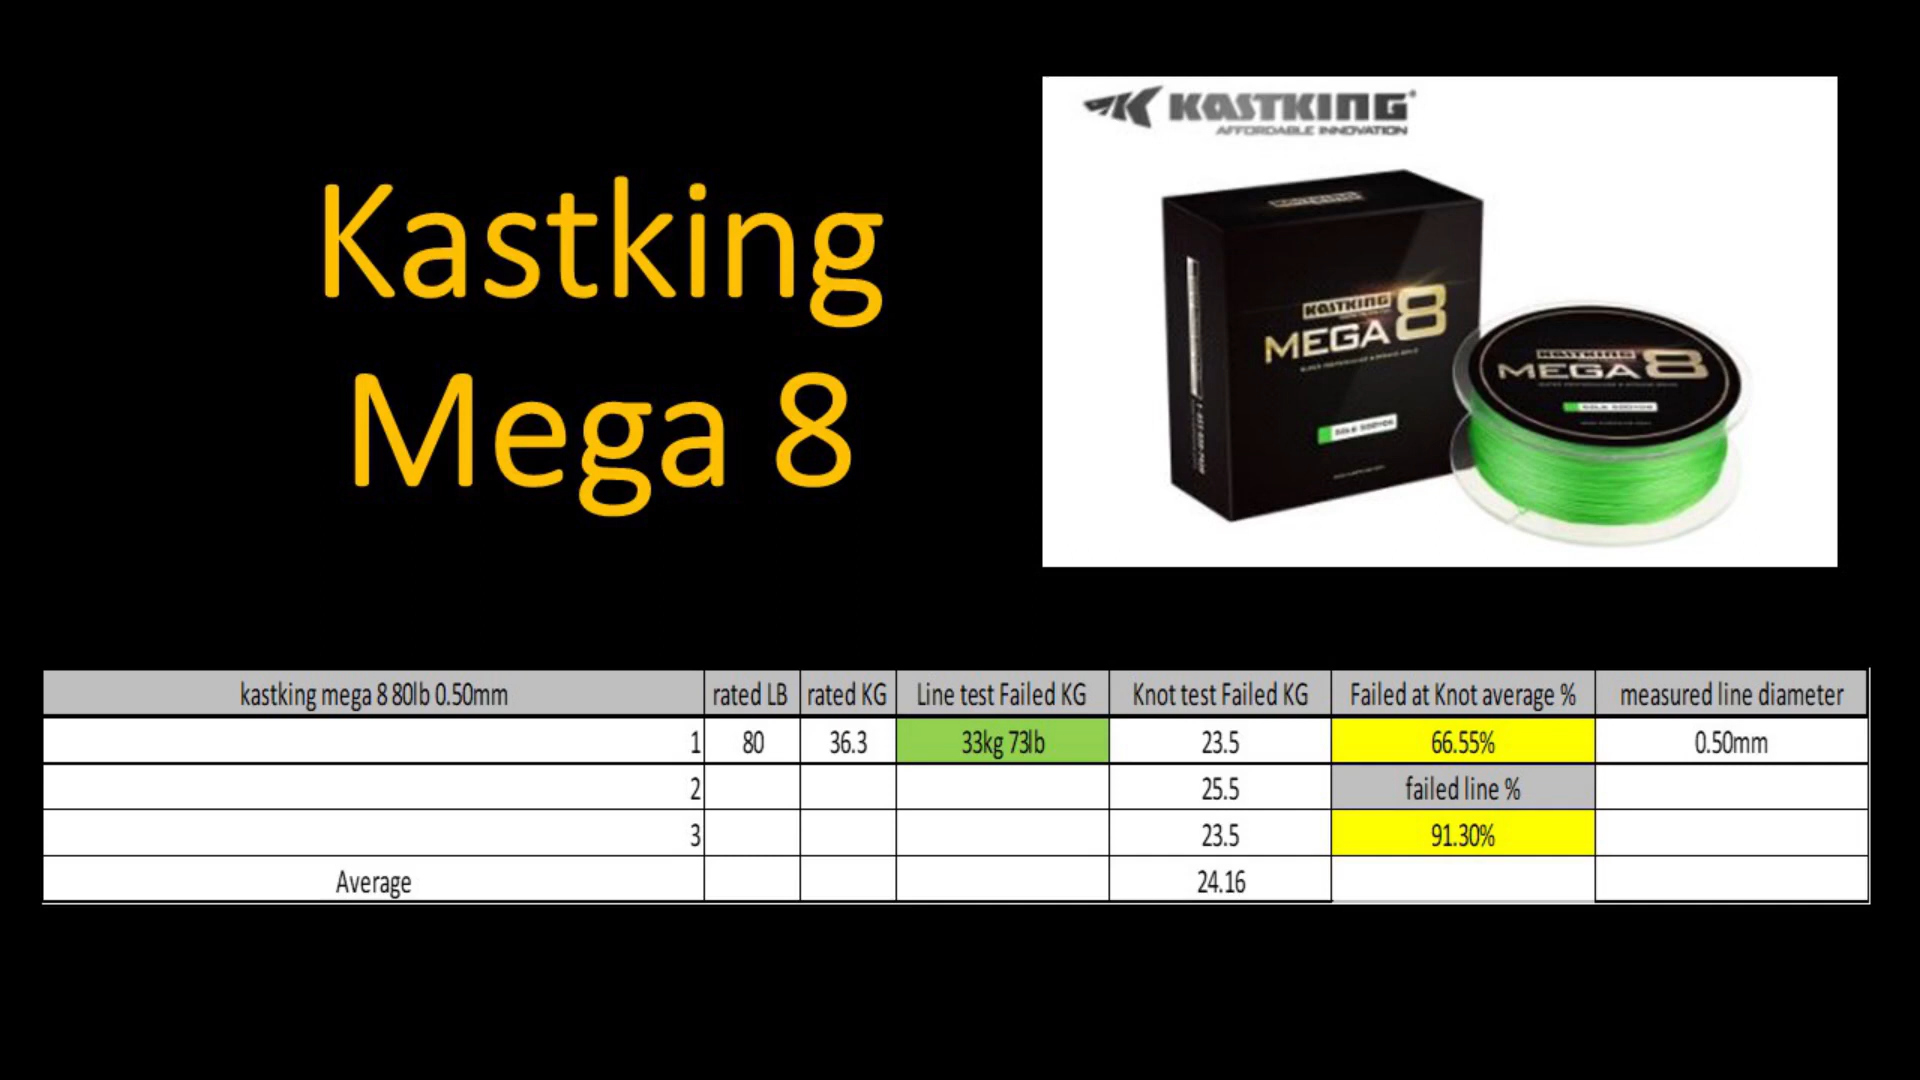 Kastking
Mega 8
KASTKING
AFFORDABLE INNOVATION
KASTKING
MEGA 8
KASTKING
MEGA 8
kastking mega 8 80lb 0.50mm rated LB rated KG Line test Failed KG Knot test Failed KG Failed at Knot average % measured line diameter
1 80 36.3 33kg 73lb 23.5 66.55% 0.50mm
2 25.5 failed line %
3 23.5 91.30%
Average 24.16